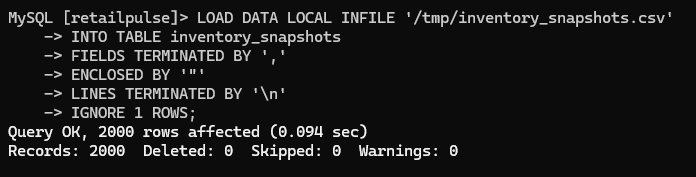 MySQL [retailpulse]> LOAD DATA LOCAL INFILE '/tmp/inventory_snapshots.csv'
    -> INTO TABLE inventory_snapshots
    -> FIELDS TERMINATED BY ','
    -> ENCLOSED BY '"'
    -> LINES TERMINATED BY '\n'
    -> IGNORE 1 ROWS;
Query OK, 2000 rows affected (0.094 sec)
Records: 2000  Deleted: 0  Skipped: 0  Warnings: 0